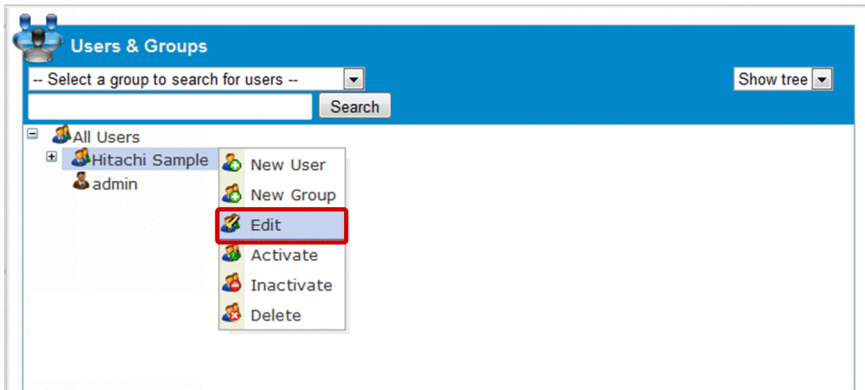 Users & Groups
-- Select a group to search for users --
Show tree
Search
All Users
Hitachi Sample
admin
New User
New Group
Edit
Activate
Inactivate
Delete